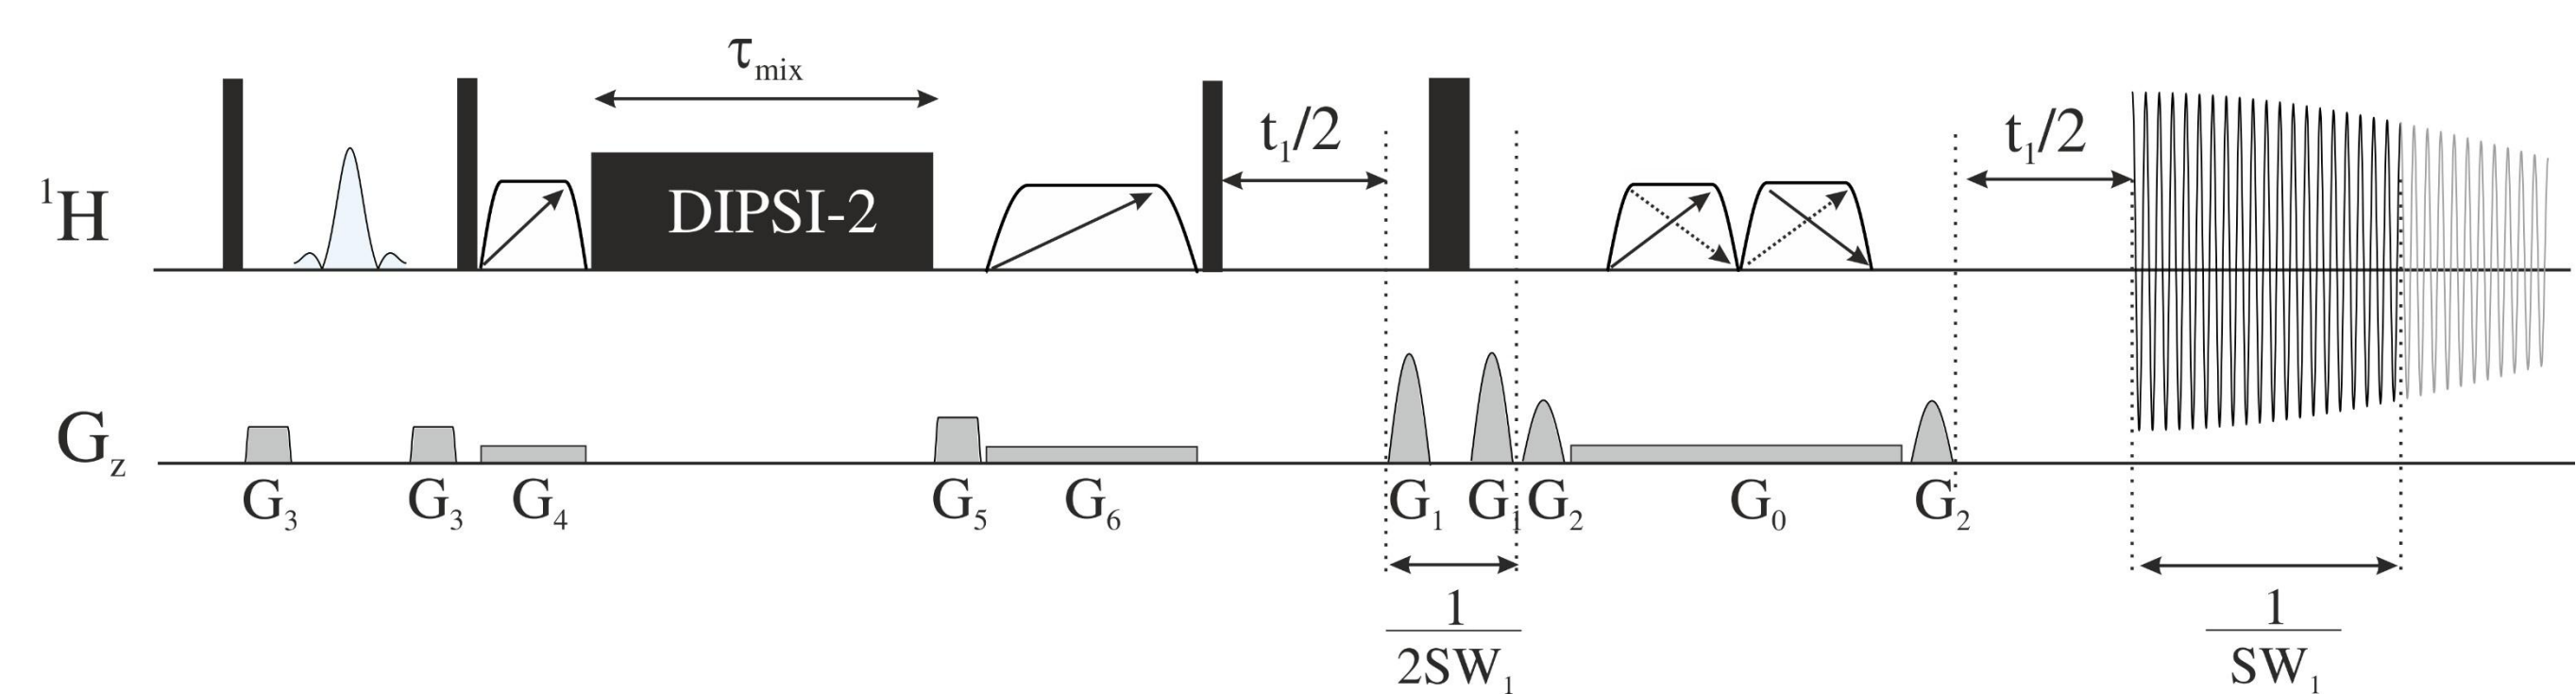 τmix
t1/2
t1/2
¹H
DIPSI-2
Gz
G3
G3
G4
G5
G6
G1
G1
G2
G0
G2
1
2SW1
1
SW1